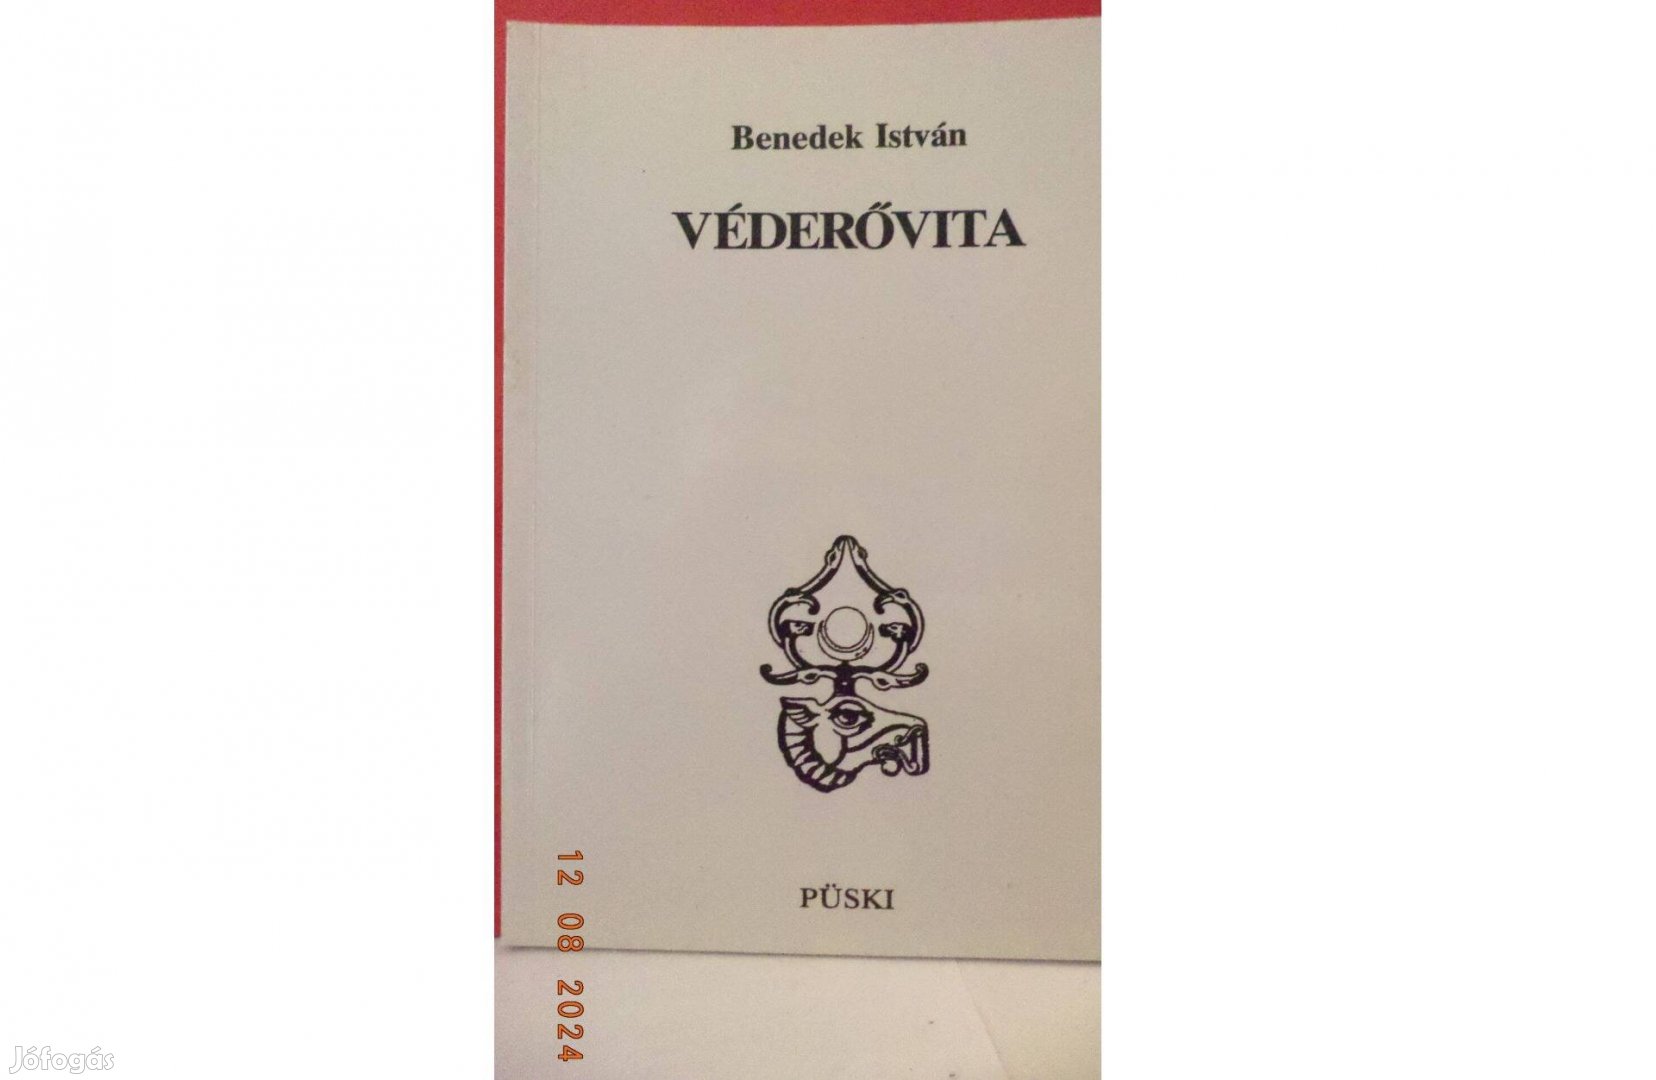 Benedek István
VÉDERŐVITA
PÜSKI
12 08 2024
Jófogás